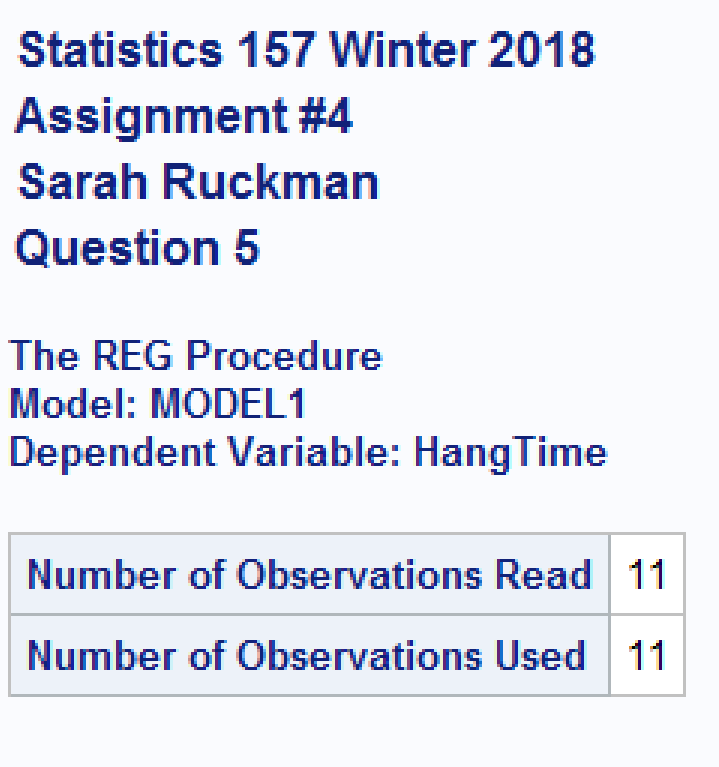 Statistics 157 Winter 2018
Assignment #4
Sarah Ruckman
Question 5
The REG Procedure
Model: MODEL1
Dependent Variable: HangTime
Number of Observations Read 11
Number of Observations Used 11